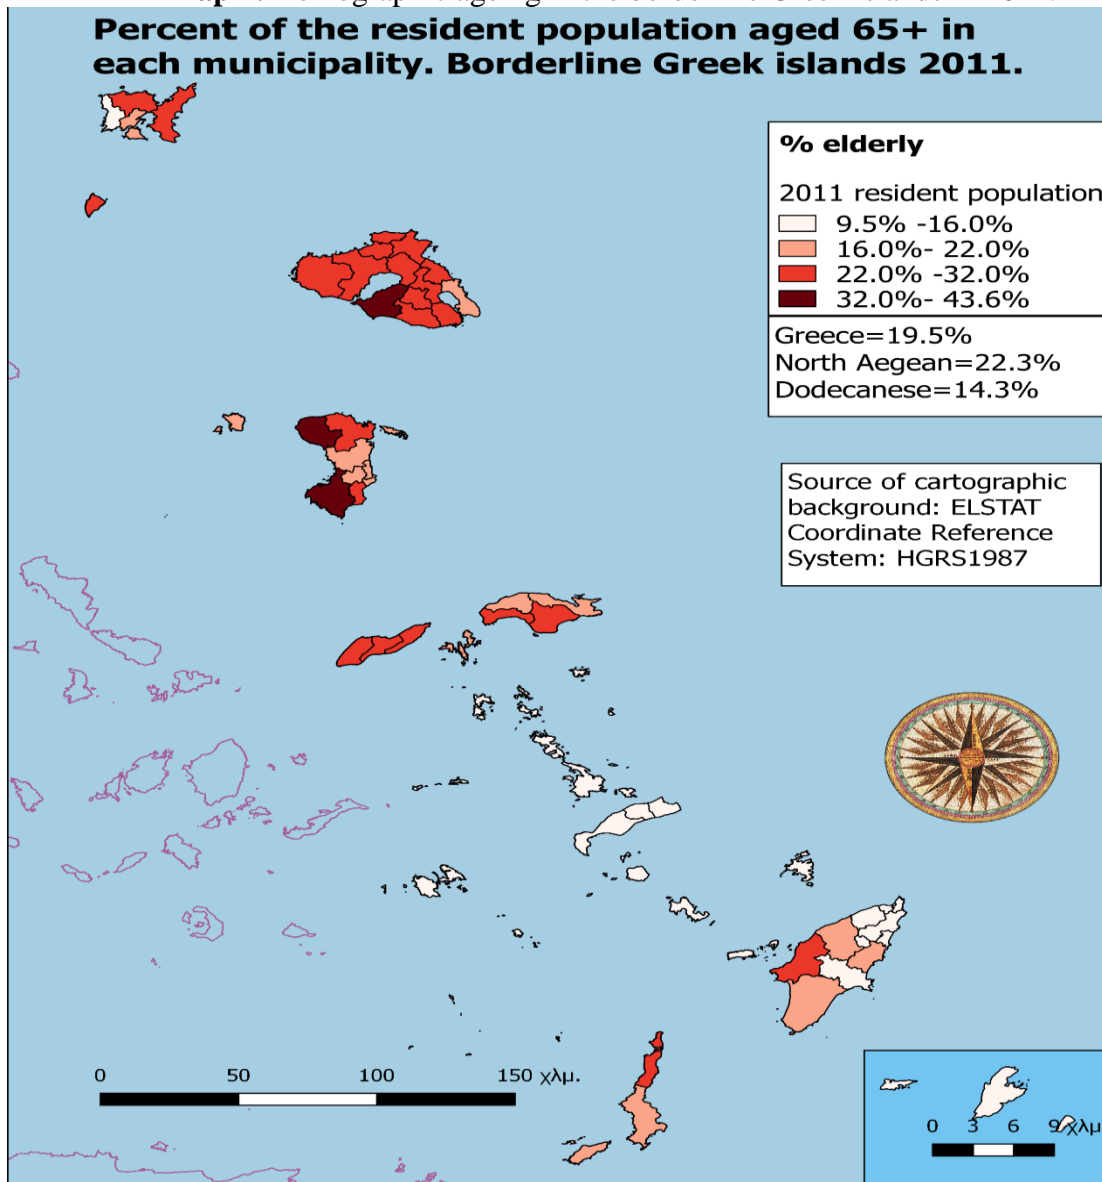 Percent of the resident population aged 65+ in
each municipality. Borderline Greek islands 2011.
% elderly
2011 resident population
9.5% -16.0%
16.0%- 22.0%
22.0% -32.0%
32.0%- 43.6%
Greece=19.5%
North Aegean=22.3%
Dodecanese=14.3%
Source of cartographic
background: ELSTAT
Coordinate Reference
System: HGRS1987
0 50 100 150 χλμ.
0 3 6 9 χλμ